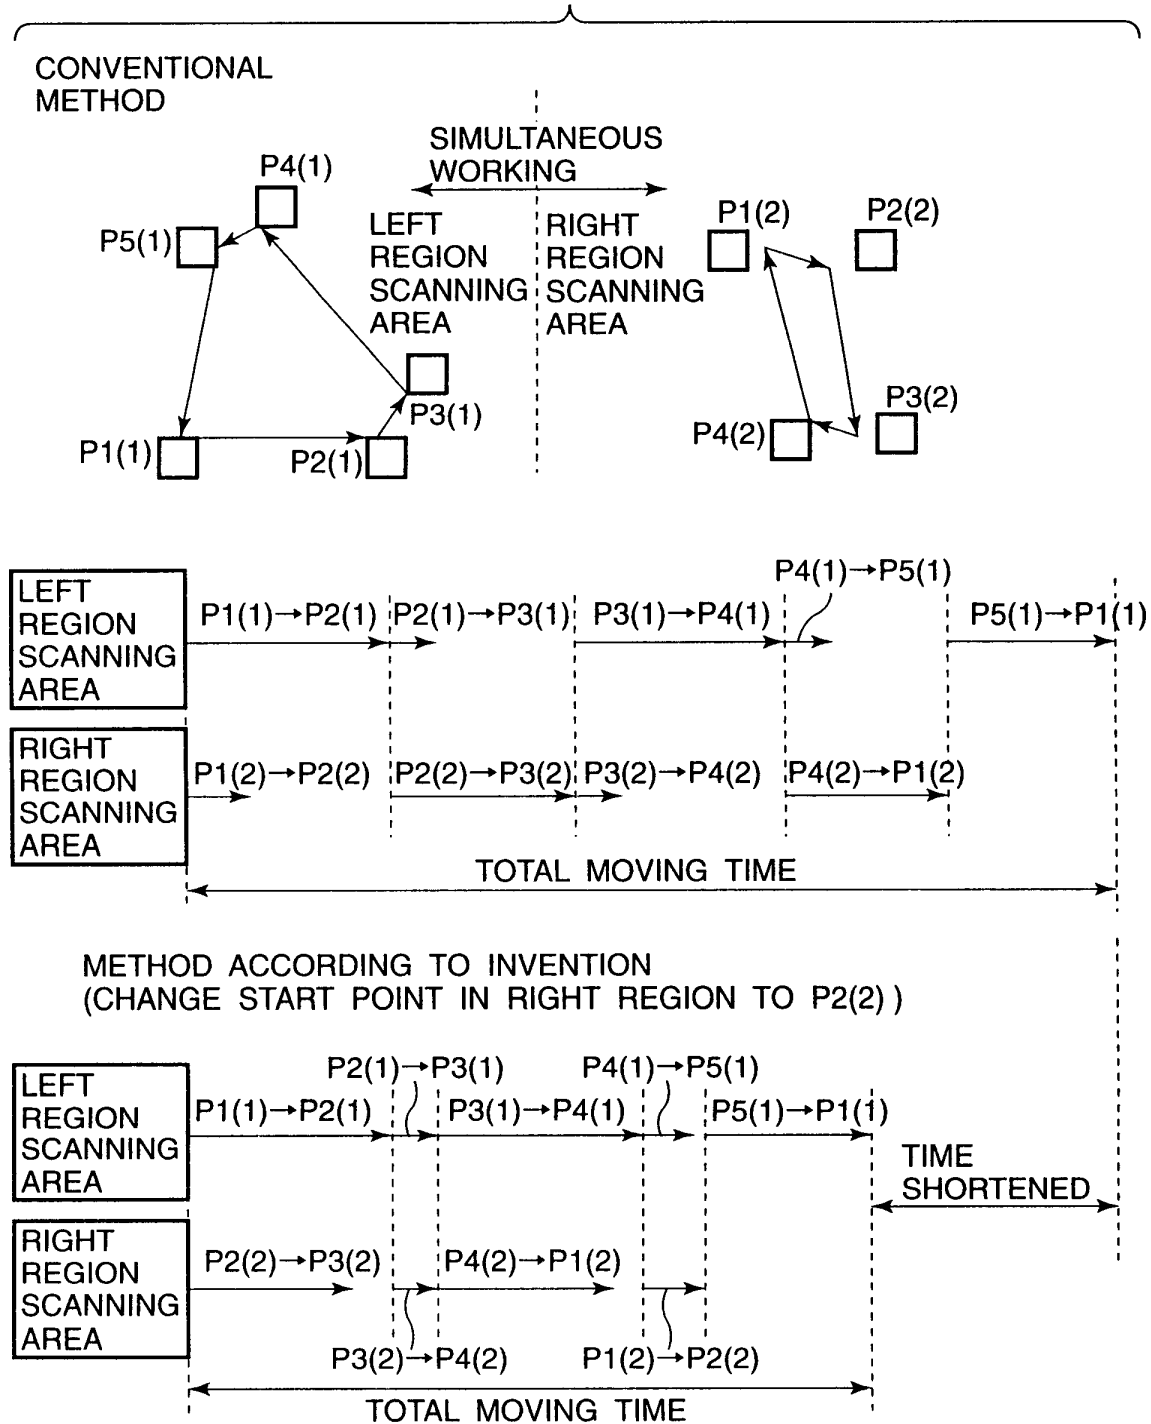 CONVENTIONAL
METHOD
SIMULTANEOUS
WORKING
P4(1)
P5(1)
LEFT
REGION
SCANNING
AREA
RIGHT
REGION
SCANNING
AREA
P1(2)
P2(2)
P3(1)
P3(2)
P1(1)
P2(1)
P4(2)
P4(1)→P5(1)
LEFT
REGION
SCANNING
AREA
P1(1)→P2(1)
P2(1)→P3(1)
P3(1)→P4(1)
P5(1)→P1(1)
RIGHT
REGION
SCANNING
AREA
P1(2)→P2(2)
P2(2)→P3(2)
P3(2)→P4(2)
P4(2)→P1(2)
TOTAL MOVING TIME
METHOD ACCORDING TO INVENTION
(CHANGE START POINT IN RIGHT REGION TO P2(2) )
P2(1)→P3(1)
P4(1)→P5(1)
LEFT
REGION
SCANNING
AREA
P1(1)→P2(1)
P3(1)→P4(1)
P5(1)→P1(1)
TIME
SHORTENED
RIGHT
REGION
SCANNING
AREA
P2(2)→P3(2)
P4(2)→P1(2)
P3(2)→P4(2)
P1(2)→P2(2)
TOTAL MOVING TIME